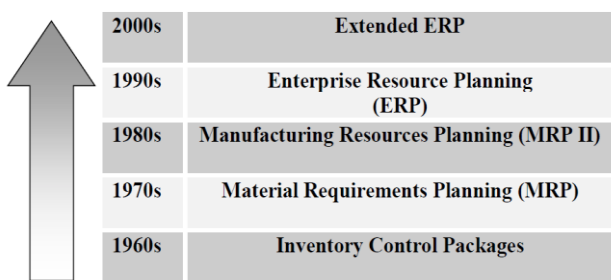 2000s Extended ERP
1990s Enterprise Resource Planning
(ERP)
1980s Manufacturing Resources Planning (MRP II)
1970s Material Requirements Planning (MRP)
1960s Inventory Control Packages